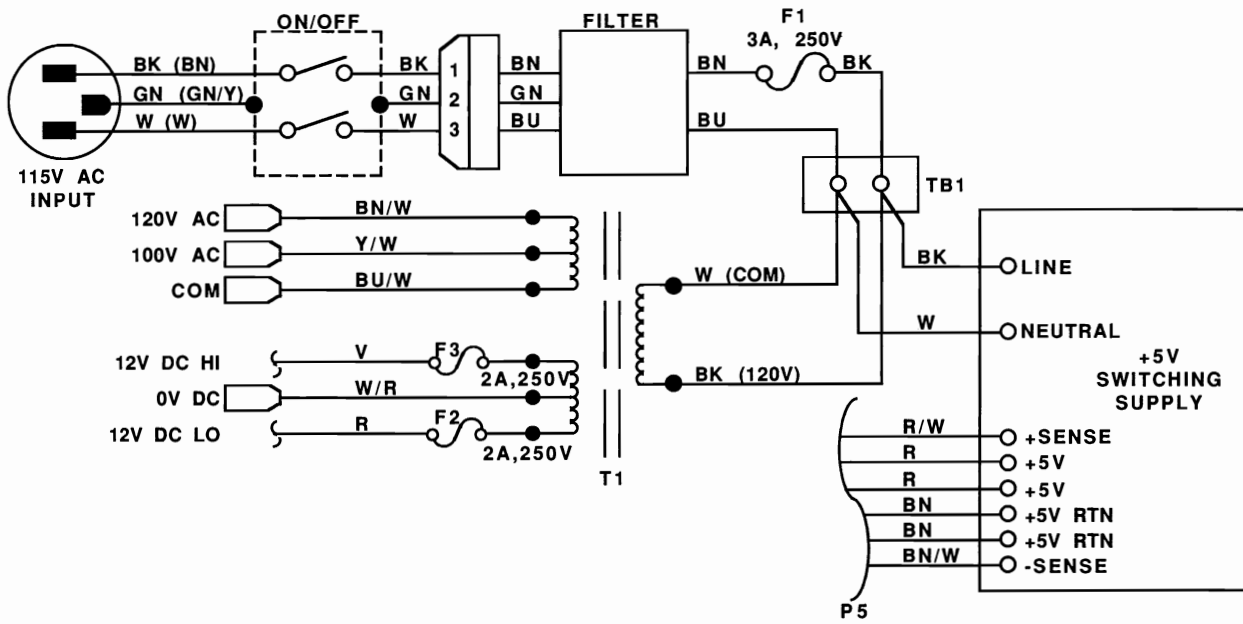 ON/OFF
FILTER
F1
3A, 250V
BK (BN)
BK
1
BN
BN
BK
GN (GN/Y)
GN
2
GN
W (W)
W
3
BU
BU
115V AC
INPUT
TB1
120V AC
BN/W
100V AC
Y/W
COM
BU/W
W (COM)
BK
LINE
W
NEUTRAL
12V DC HI
V
F3
2A,250V
BK (120V)
+5V
SWITCHING
SUPPLY
0V DC
W/R
12V DC LO
R
F2
2A,250V
T1
R/W
+SENSE
R
+5V
R
+5V
BN
+5V RTN
BN
+5V RTN
BN/W
-SENSE
P5